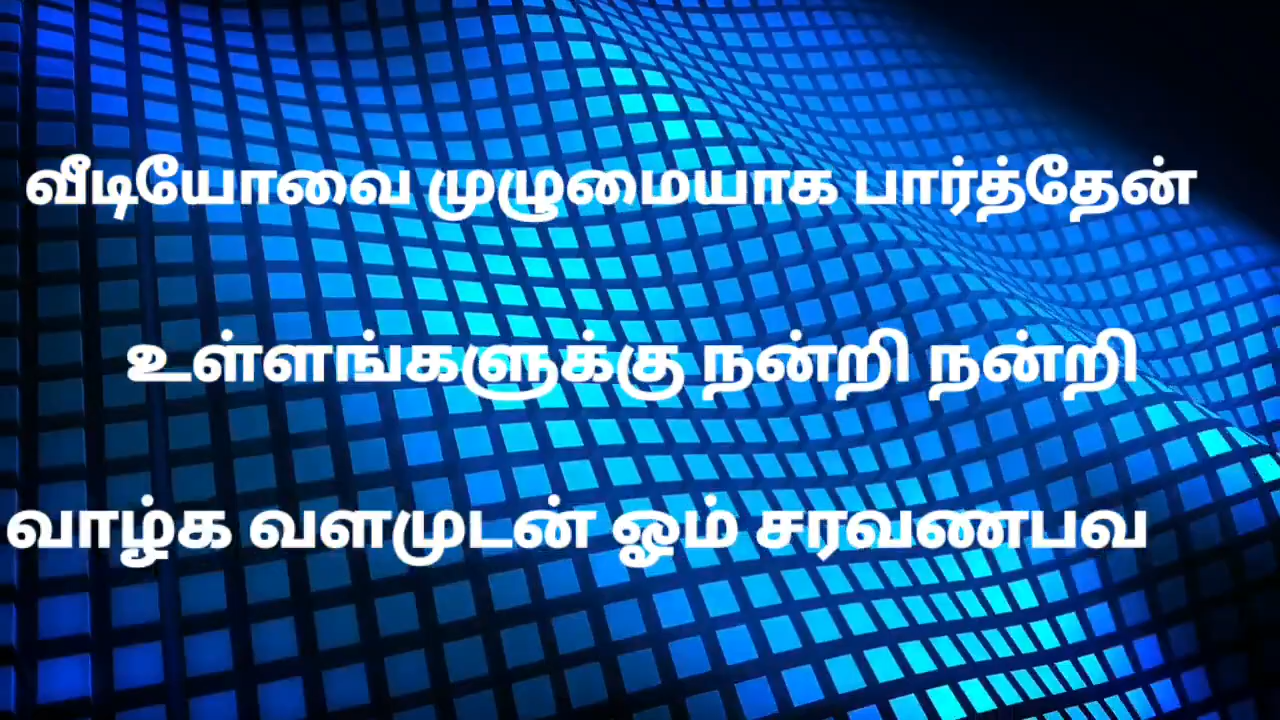 வீடியோவை முழுமையாக பார்த்தேன்
உள்ளங்களுக்கு நன்றி நன்றி
வாழ்க வளமுடன் ஓம் சரவணபவ